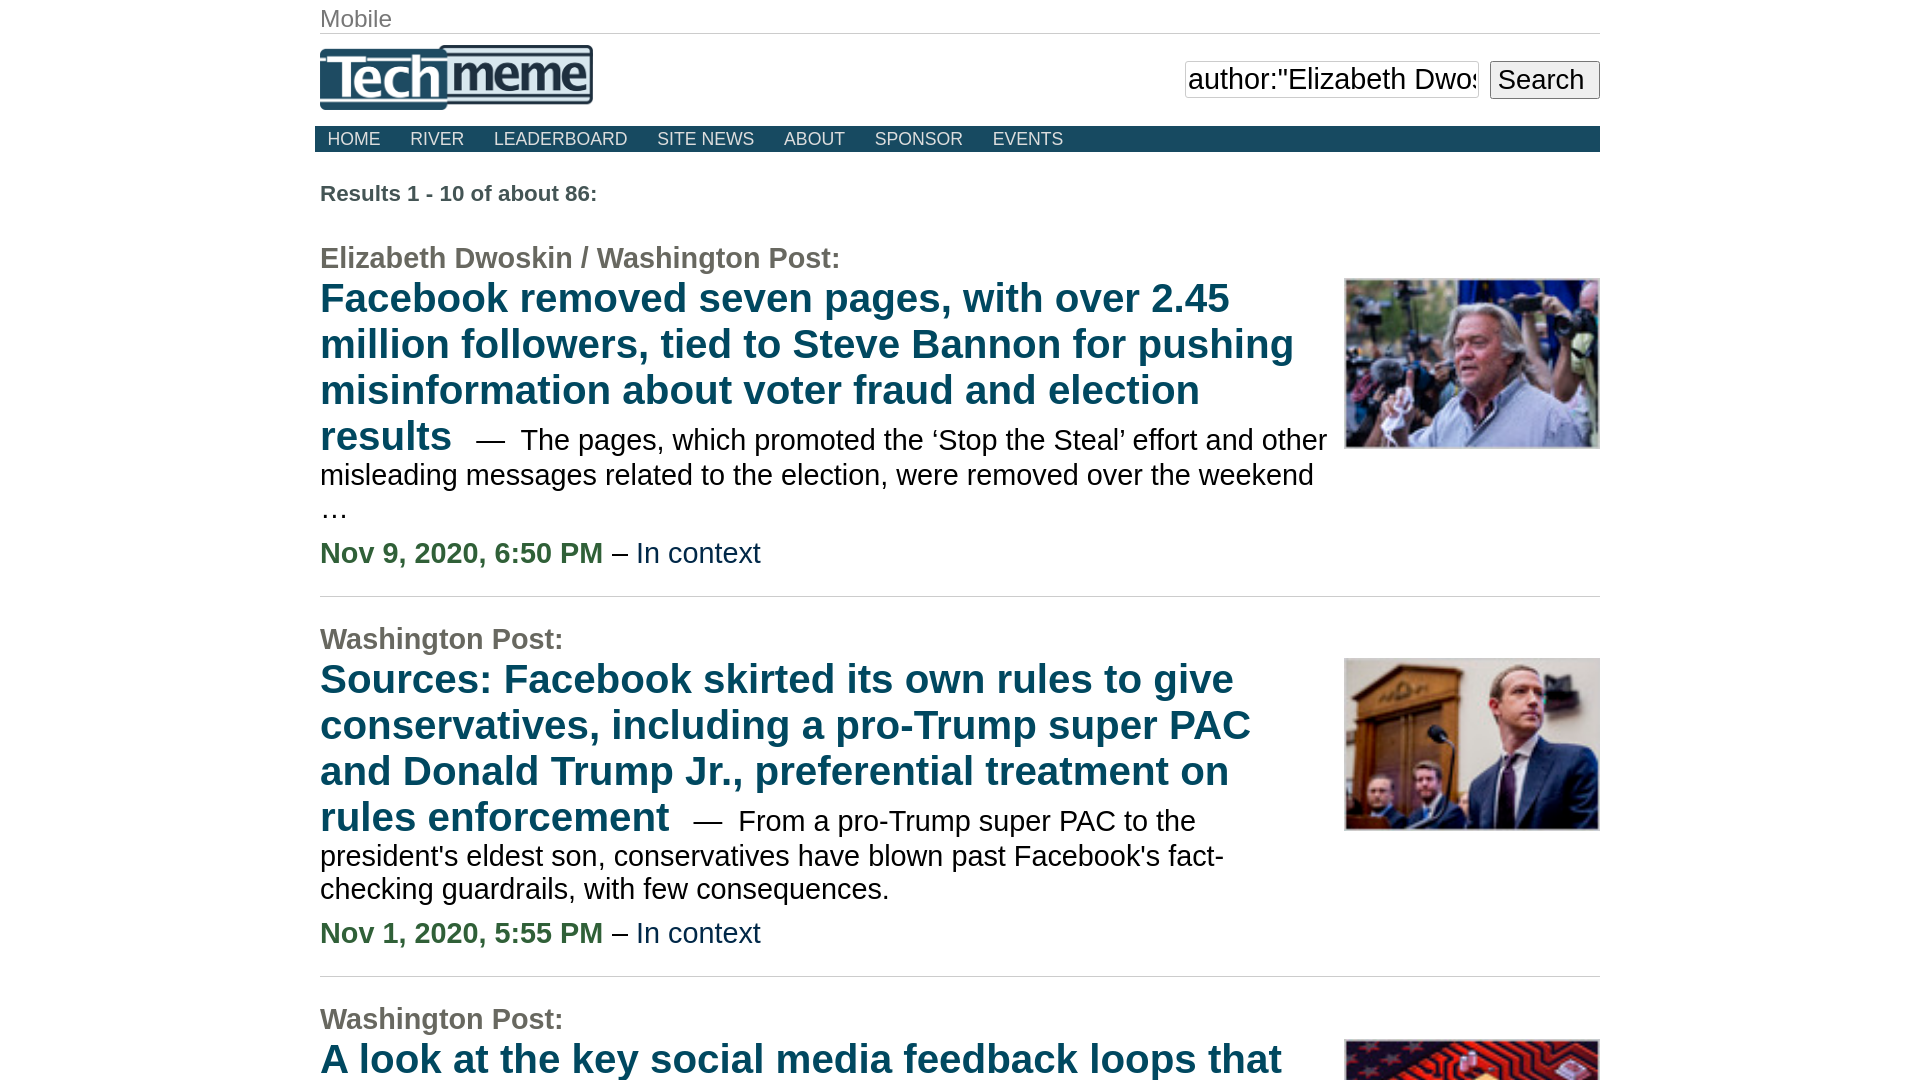 Mobile
Techmeme
author:"Elizabeth Dwos
Search
HOME RIVER LEADERBOARD SITE NEWS ABOUT SPONSOR EVENTS
Results 1 - 10 of about 86:
Elizabeth Dwoskin / Washington Post:
Facebook removed seven pages, with over 2.45
million followers, tied to Steve Bannon for pushing
misinformation about voter fraud and election
results — The pages, which promoted the ‘Stop the Steal’ effort and other
misleading messages related to the election, were removed over the weekend
…
Nov 9, 2020, 6:50 PM – In context
Washington Post:
Sources: Facebook skirted its own rules to give
conservatives, including a pro-Trump super PAC
and Donald Trump Jr., preferential treatment on
rules enforcement — From a pro-Trump super PAC to the
president's eldest son, conservatives have blown past Facebook's fact-
checking guardrails, with few consequences.
Nov 1, 2020, 5:55 PM – In context
Washington Post:
A look at the key social media feedback loops that